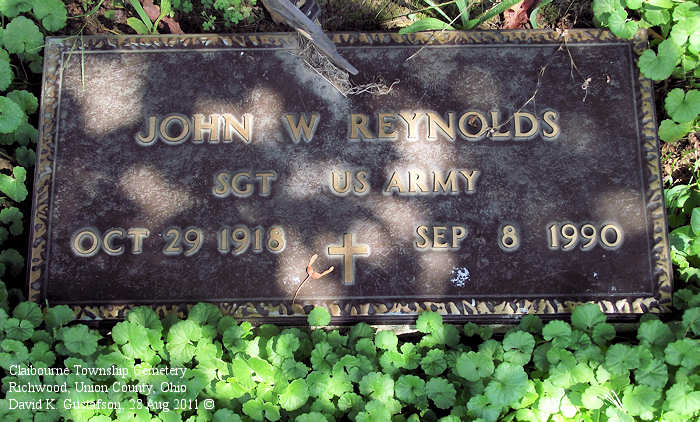 JOHN W REYNOLDS
SGT US ARMY
OCT 29 1918 SEP 8 1990
Claibourne Township Cemetery
Richwood, Union County, Ohio
David K. Gustafson, 28 Aug 2011 ©